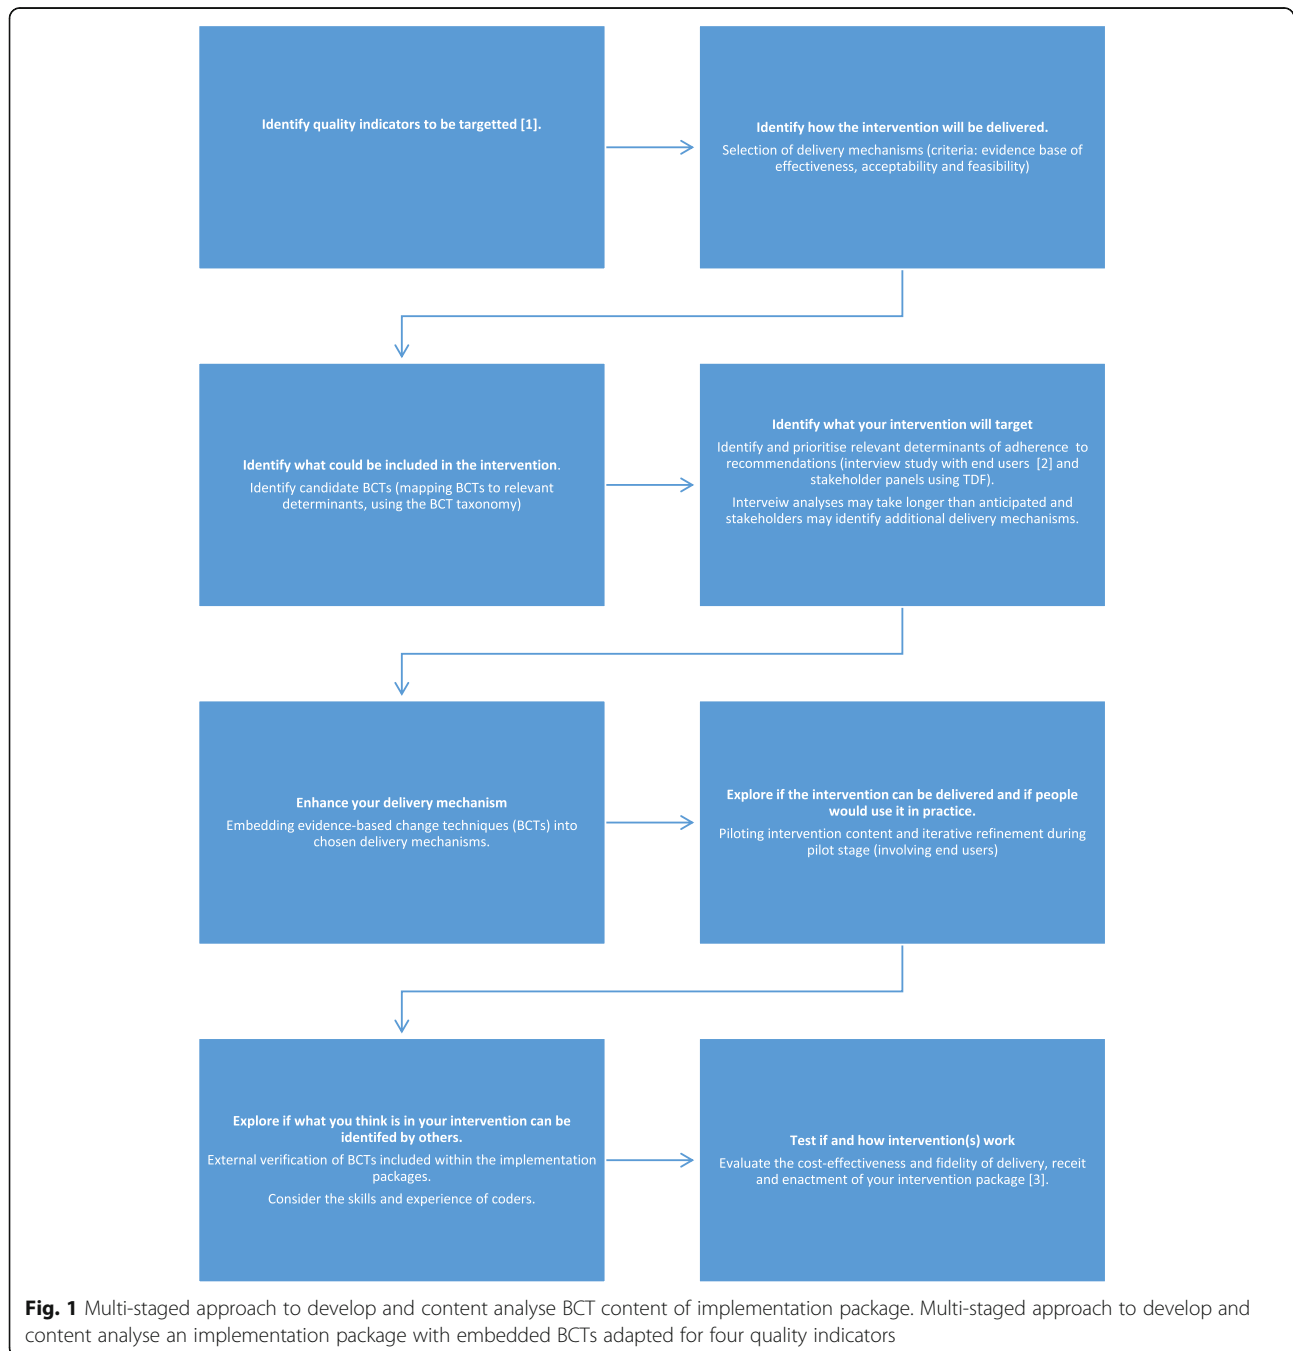 Identify quality indicators to be targetted [1].
Identify how the intervention will be delivered.
Selection of delivery mechanisms (criteria: evidence base of
effectiveness, acceptability and feasibility)
Identify what could be included in the intervention.
Identify candidate BCTs (mapping BCTs to relevant
determinants, using the BCT taxonomy)
Identify what your intervention will target
Identify and prioritise relevant determinants of adherence to
recommendations (interview study with end users [2] and
stakeholder panels using TDF).
Interveiw analyses may take longer than anticipated and
stakeholders may identify additional delivery mechanisms.
Enhance your delivery mechanism
Embedding evidence-based change techniques (BCTs) into
chosen delivery mechanisms.
Explore if the intervention can be delivered and if people
would use it in practice.
Piloting intervention content and iterative refinement during
pilot stage (involving end users)
Explore if what you think is in your intervention can be
identifed by others.
External verification of BCTs included within the implementation
packages.
Consider the skills and experience of coders.
Test if and how intervention(s) work
Evaluate the cost-effectiveness and fidelity of delivery, receit
and enactment of your intervention package [3].
Fig. 1 Multi-staged approach to develop and content analyse BCT content of implementation package. Multi-staged approach to develop and
content analyse an implementation package with embedded BCTs adapted for four quality indicators